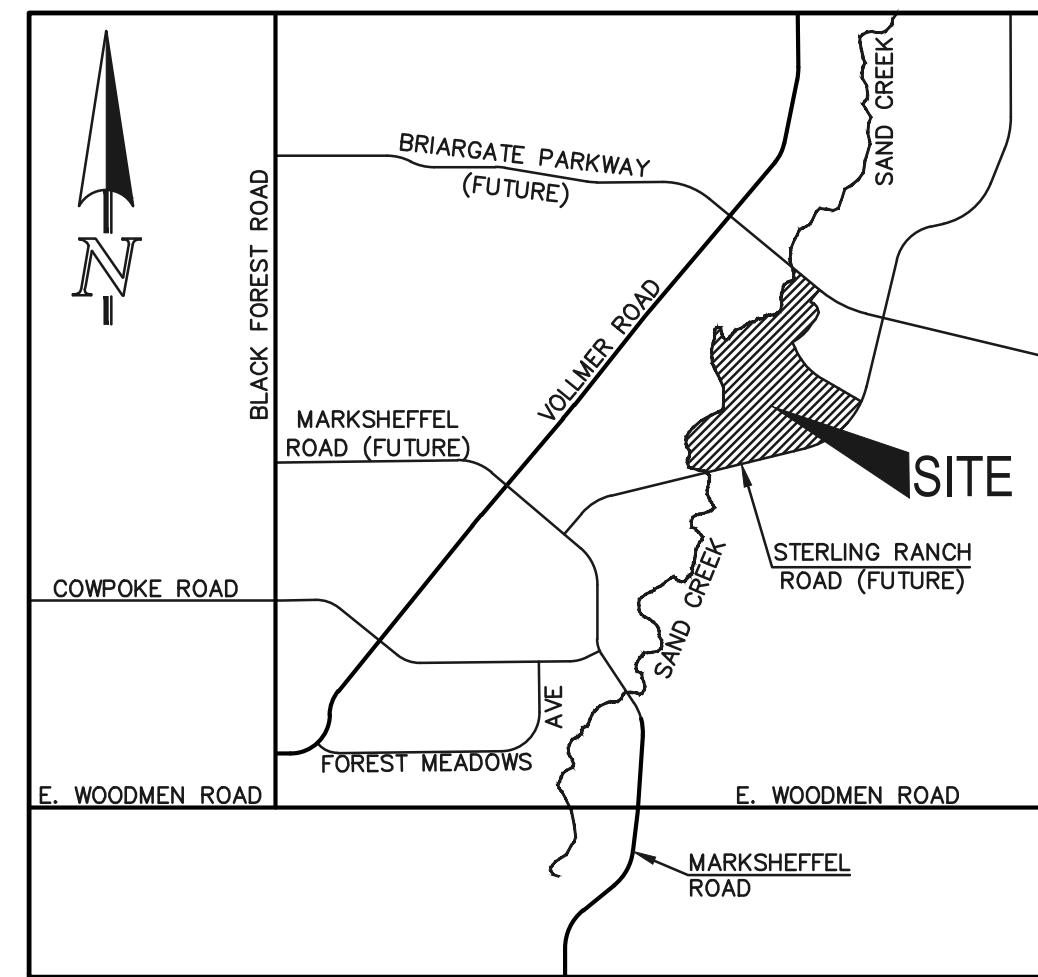 SAND CREEK
BRIARGATE PARKWAY
(FUTURE)
N
BLACK FOREST ROAD
VOLLMER ROAD
MARKSHEFFEL
ROAD (FUTURE)
SITE
STERLING RANCH
ROAD (FUTURE)
COWPOKE ROAD
SAND CREEK
AVE
FOREST MEADOWS
E. WOODMEN ROAD
E. WOODMEN ROAD
MARKSHEFFEL
ROAD